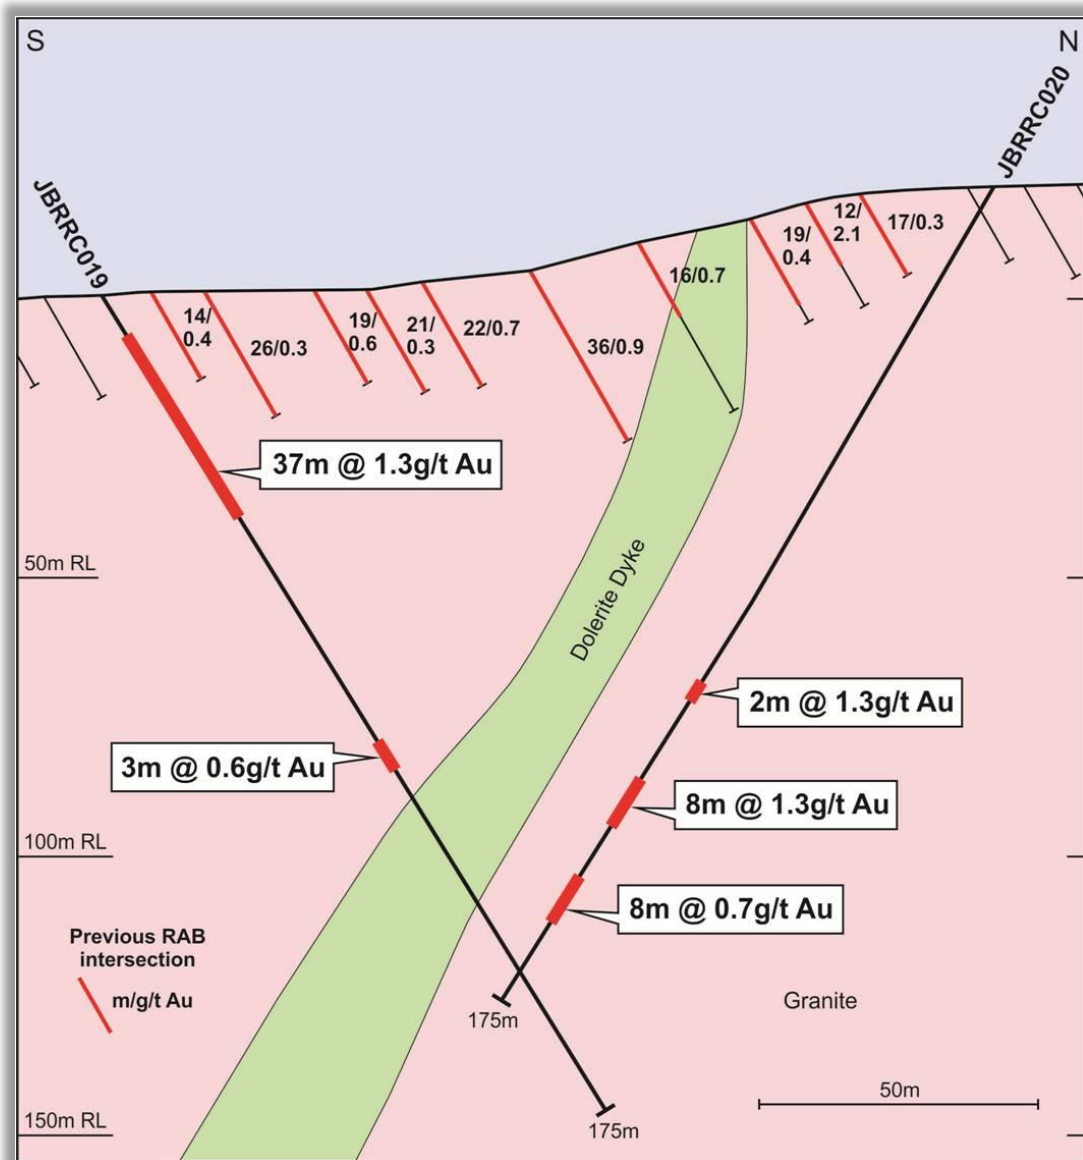 S
N
JBRRC019
JBRRC020
14/
0.4
26/0.3
19/
0.6
21/
0.3
22/0.7
36/0.9
16/0.7
19/
0.4
12/
2.1
17/0.3
37m @ 1.3g/t Au
50m RL
Dolerite Dyke
2m @ 1.3g/t Au
3m @ 0.6g/t Au
8m @ 1.3g/t Au
100m RL
8m @ 0.7g/t Au
Previous RAB
intersection
m/g/t Au
Granite
175m
50m
150m RL
175m